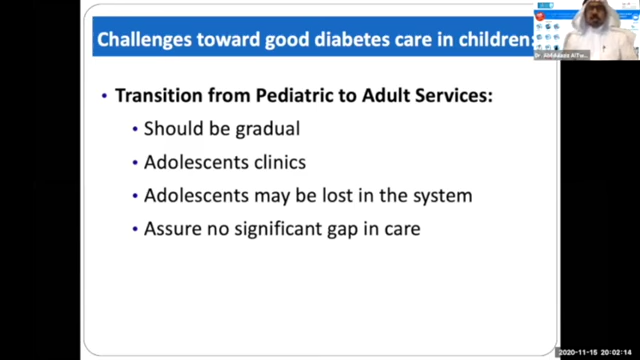 Challenges toward good diabetes care in children:
• Transition from Pediatric to Adult Services:
• Should be gradual
• Adolescents clinics
• Adolescents may be lost in the system
• Assure no significant gap in care
2020-11-15 20:02:14